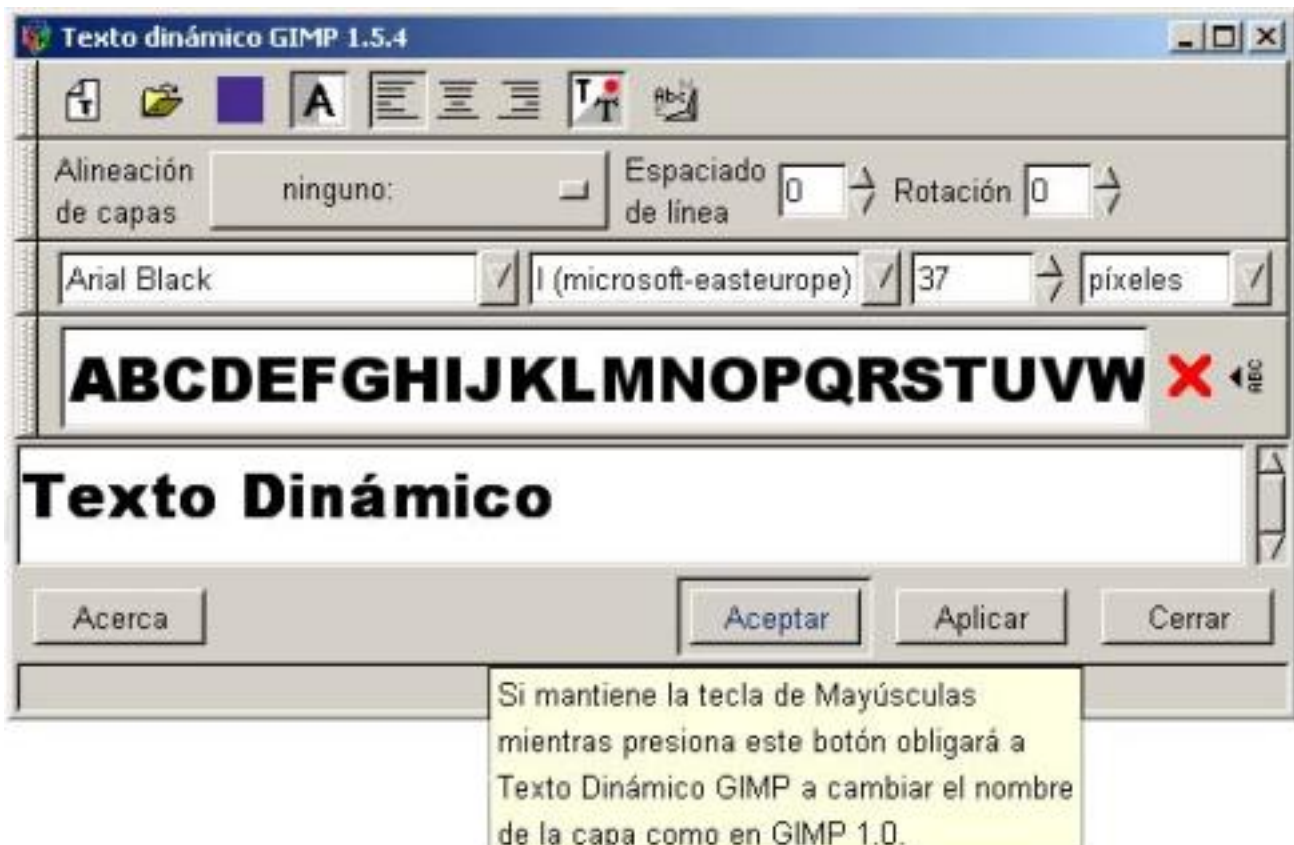 Texto dinámico GIMP 1.5.4
Alineación
de capas
ninguno:
Espaciado
de línea
0
Rotación
0
Arial Black
l (microsoft-easteurope)
37
píxeles
ABCDEFGHIJKLMNOPQRSTUVW
ABC
Texto Dinámico
Acerca
Aceptar
Aplicar
Cerrar
Si mantiene la tecla de Mayúsculas
mientras presiona este botón obligará a
Texto Dinámico GIMP a cambiar el nombre
de la capa como en GIMP 1.0.